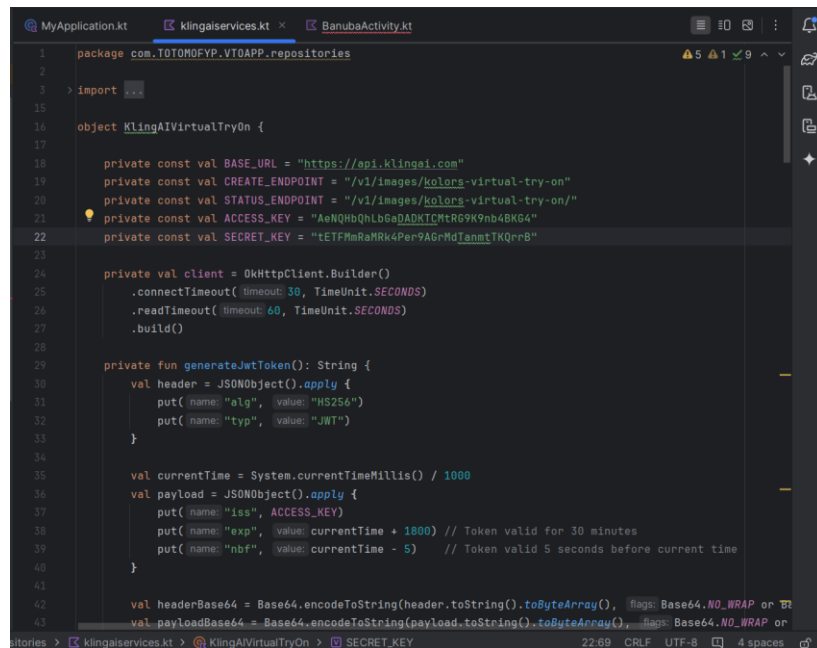 MyApplication.kt klingaiservices.kt × BanubaActivity.kt
1 package com.TOTOMOFYP.VTOAPP.repositories 5 1 9
2
3 > import ...
15
16 object KlingAIVirtualTryOn {
17
18 private const val BASE_URL = "https://api.klingai.com"
19 private const val CREATE_ENDPOINT = "/v1/images/kolors-virtual-try-on"
20 private const val STATUS_ENDPOINT = "/v1/images/kolors-virtual-try-on/"
21 private const val ACCESS_KEY = "AeNQHbQhLbGaDADKTCMtRG9K9nb4BKG4"
22 private const val SECRET_KEY = "tETFMmRaMRk4Per9AGrMdTanmtTKQrrB"
23
24 private val client = OkHttpClient.Builder()
25 .connectTimeout( timeout: 30, TimeUnit.SECONDS)
26 .readTimeout( timeout: 60, TimeUnit.SECONDS)
27 .build()
28
29 private fun generateJwtToken(): String {
30 val header = JSONObject().apply {
31 put( name: "alg", value: "HS256")
32 put( name: "typ", value: "JWT")
33 }
34
35 val currentTime = System.currentTimeMillis() / 1000
36 val payload = JSONObject().apply {
37 put( name: "iss", ACCESS_KEY)
38 put( name: "exp", value: currentTime + 1800) // Token valid for 30 minutes
39 put( name: "nbf", value: currentTime - 5) // Token valid 5 seconds before current time
40 }
41
42 val headerBase64 = Base64.encodeToString(header.toString().toByteArray(), flags: Base64.NO_WRAP or
43 val payloadBase64 = Base64.encodeToString(payload.toString().toByteArray(), flags: Base64.NO_WRAP or
sitories > klingaiservices.kt > KlingAIVirtualTryOn > SECRET_KEY 22:69 CRLF UTF-8 4 spaces